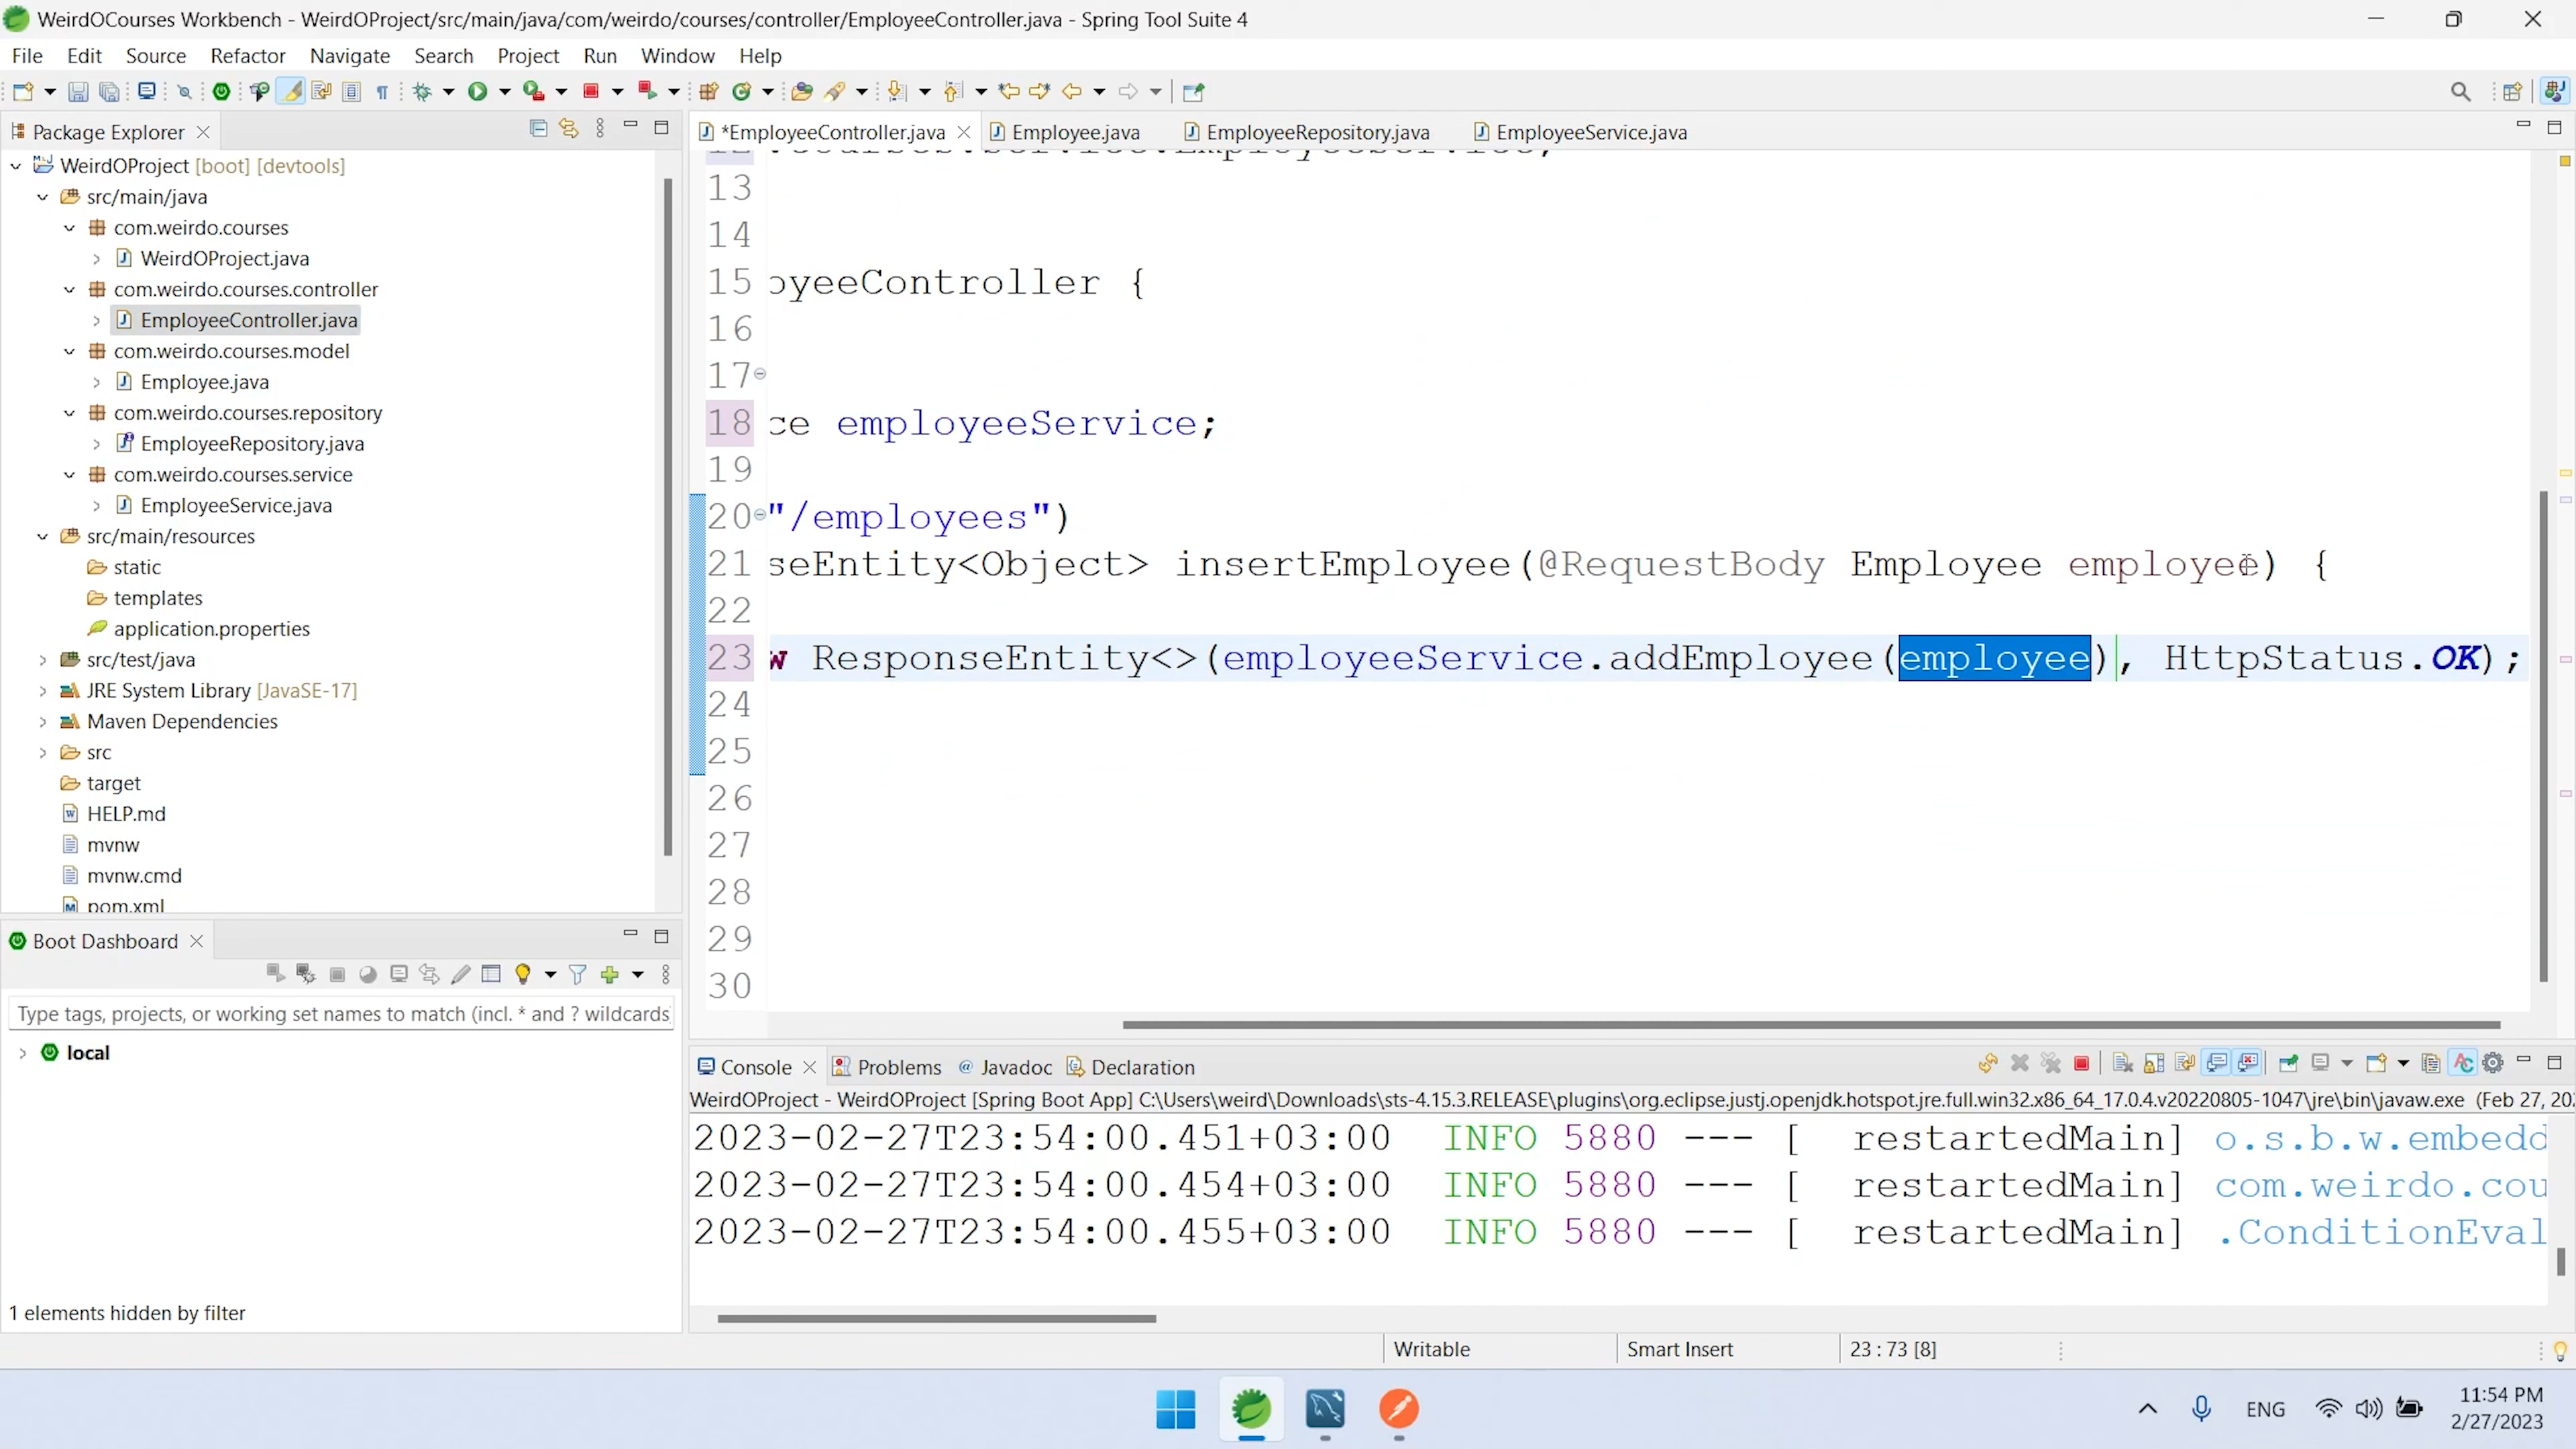 WeirdOCourses Workbench - WeirdOProject/src/main/java/com/weirdo/courses/controller/EmployeeController.java - Spring Tool Suite 4
File Edit Source Refactor Navigate Search Project Run Window Help
Package Explorer
*EmployeeController.java Employee.java EmployeeRepository.java EmployeeService.java
WeirdOProject [boot] [devtools]
src/main/java
com.weirdo.courses
WeirdOProject.java
com.weirdo.courses.controller
EmployeeController.java
com.weirdo.courses.model
Employee.java
com.weirdo.courses.repository
EmployeeRepository.java
com.weirdo.courses.service
EmployeeService.java
src/main/resources
static
templates
application.properties
src/test/java
JRE System Library [JavaSE-17]
Maven Dependencies
src
target
HELP.md
mvnw
mvnw.cmd
pom.xml
12 .courses.service.EmployeeService;
13
14
15 oyeeController {
16
17
18 ce employeeService;
19
20 "/employees")
21 seEntity<Object> insertEmployee(@RequestBody Employee employee) {
22
23 w ResponseEntity<>(employeeService.addEmployee(employee), HttpStatus.OK);
24
25
26
27
28
29
30
Boot Dashboard
Type tags, projects, or working set names to match (incl. * and ? wildcards
local
1 elements hidden by filter
Console Problems Javadoc Declaration
WeirdOProject - WeirdOProject [Spring Boot App] C:\Users\weird\Downloads\sts-4.15.3.RELEASE\plugins\org.eclipse.justj.openjdk.hotspot.jre.full.win32.x86_64_17.0.4.v20220805-1047\jre\bin\javaw.exe (Feb 27, 202
2023-02-27T23:54:00.451+03:00 INFO 5880 --- [ restartedMain] o.s.b.w.embedd
2023-02-27T23:54:00.454+03:00 INFO 5880 --- [ restartedMain] com.weirdo.cou
2023-02-27T23:54:00.455+03:00 INFO 5880 --- [ restartedMain] .ConditionEval
Writable Smart Insert 23 : 73 [8]
ENG
11:54 PM
2/27/2023